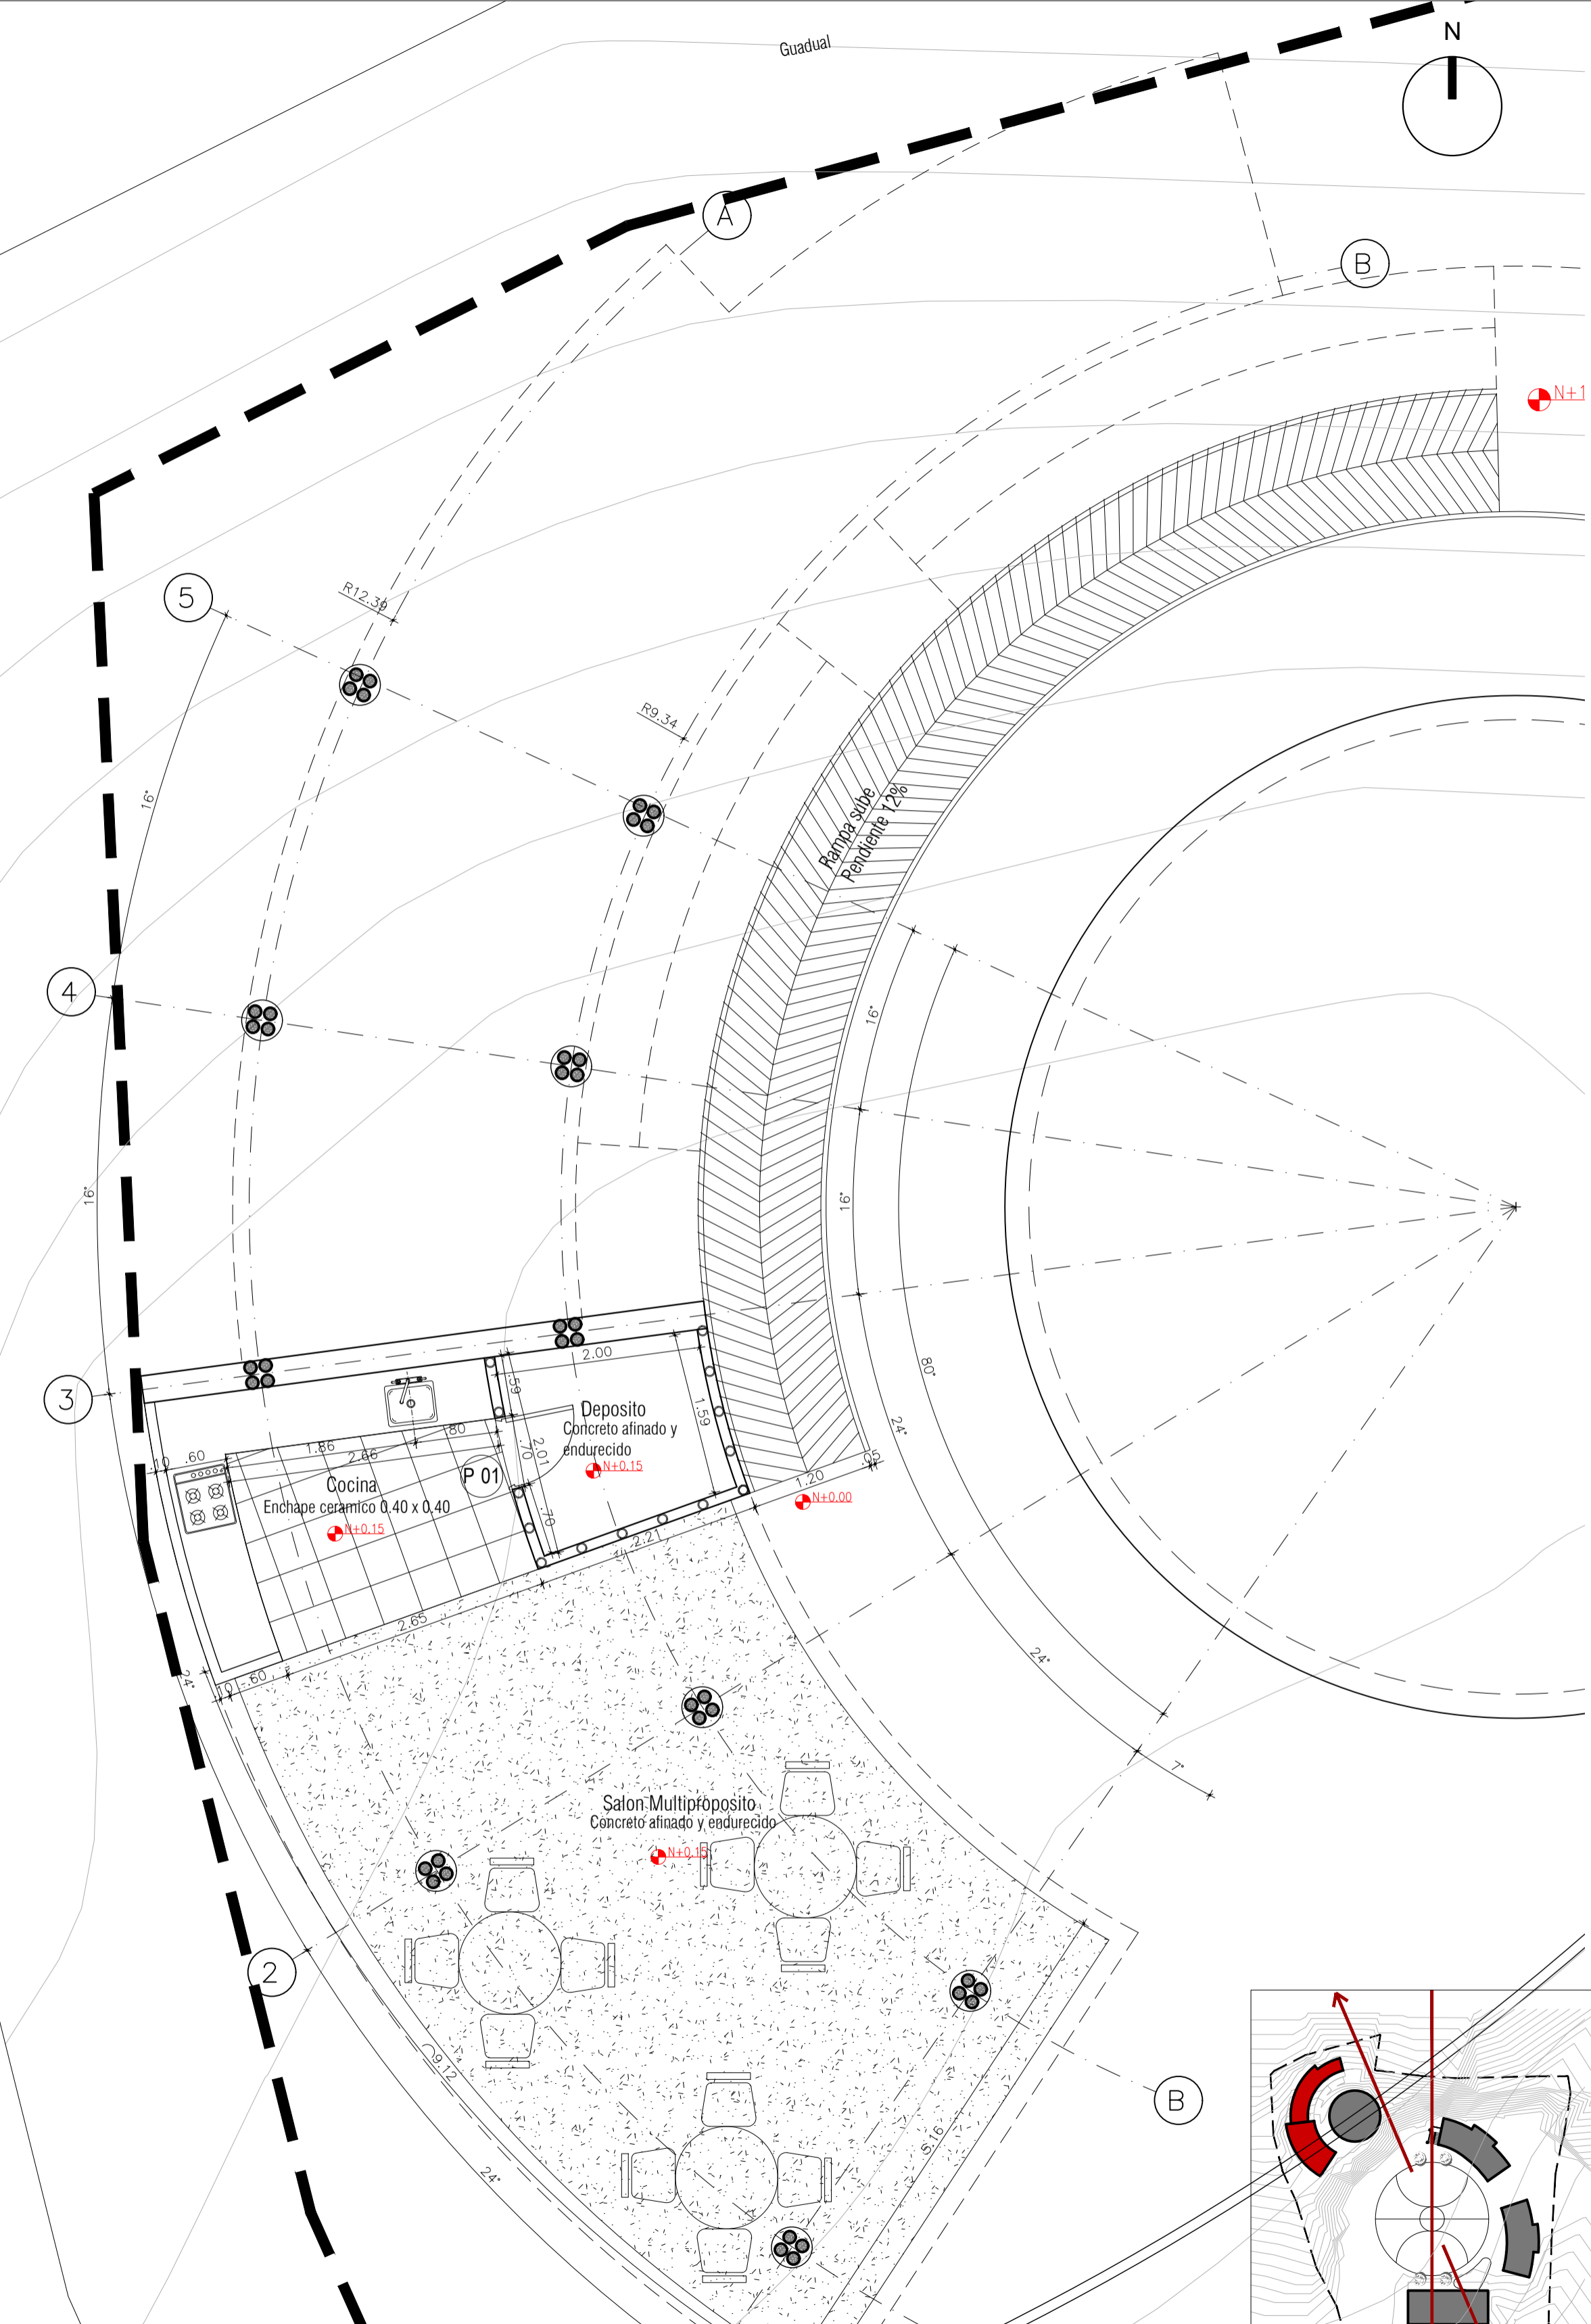 Guadual
N
A
B
N+1
5
R12.39
R9.34
16°
Rampa sube
Pendiente 12%
4
16°
16°
16°
80°
24°
3
2.00
.59
Deposito
Concreto afinado y
endurecido
N+0.15
1.59
.80
.70
2.01
.10
.60
1.86
2.66
P 01
Cocina
Enchape ceramico 0.40 x 0.40
N+0.15
.05
1.20
N+0.00
.70
2.21
2.65
24°
.10
.60
24°
7°
Salon Multiproposito
Concreto afinado y endurecido
N+0.15
2
9.12
B
5.16
24°